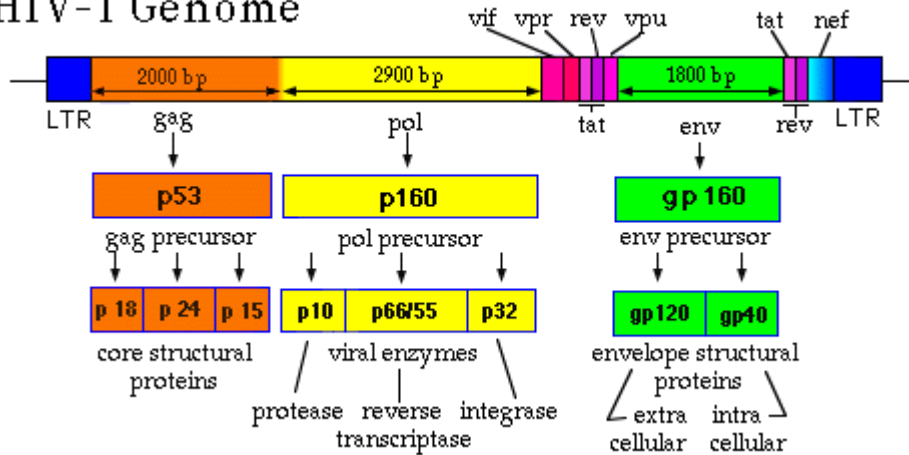 HIV-1 Genome
vif vpr rev vpu tat nef
2000 bp 2900 bp 1800 bp
LTR gag pol tat env rev LTR
p53 p160 gp 160
gag precursor pol precursor env precursor
p 18 p 24 p 15 p10 p66/55 p32 gp120 gp40
core structural proteins
viral enzymes
envelope structural proteins
protease reverse transcriptase integrase
extra cellular intra cellular